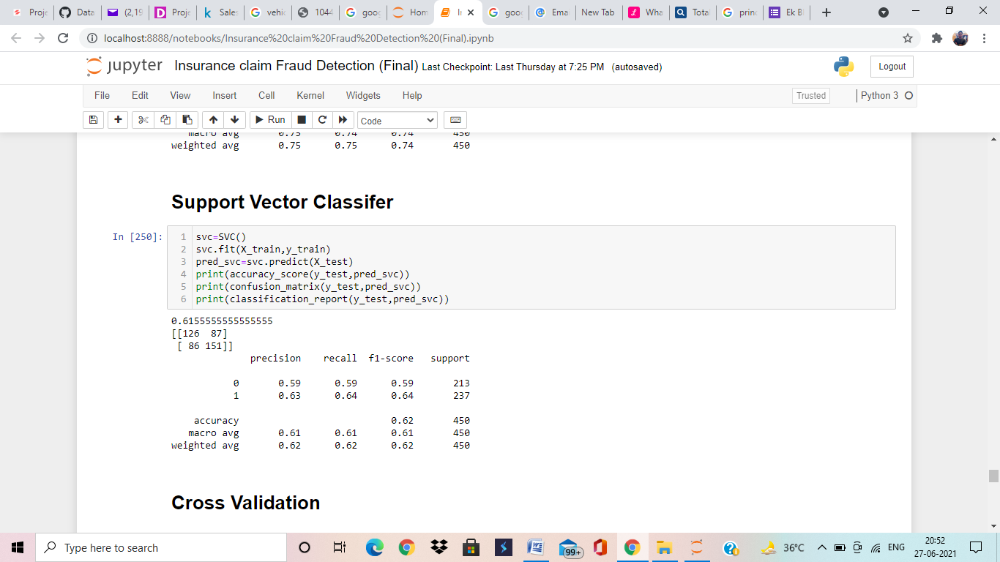 Proje
Data
(2,19
Proje
Sales
vehic
1044
goog
Hom
goog
Emai
New Tab
Wha
Total
princ
Ek Bh
localhost:8888/notebooks/Insurance%20claim%20Fraud%20Detection%20(Final).ipynb
jupyter Insurance claim Fraud Detection (Final) Last Checkpoint: Last Thursday at 7:25 PM (autosaved)
Logout
File Edit View Insert Cell Kernel Widgets Help
Trusted
Python 3
Run
Code
macro avg 0.75 0.74 0.74 450
weighted avg 0.75 0.75 0.74 450
Support Vector Classifer
In [250]:
1 svc=SVC()
2 svc.fit(X_train,y_train)
3 pred_svc=svc.predict(X_test)
4 print(accuracy_score(y_test,pred_svc))
5 print(confusion_matrix(y_test,pred_svc))
6 print(classification_report(y_test,pred_svc))
0.6155555555555555
[[126 87]
[ 86 151]]
precision recall f1-score support
0 0.59 0.59 0.59 213
1 0.63 0.64 0.64 237
accuracy 0.62 450
macro avg 0.61 0.61 0.61 450
weighted avg 0.62 0.62 0.62 450
Cross Validation
Type here to search
99+
36°C
ENG
20:52
27-06-2021